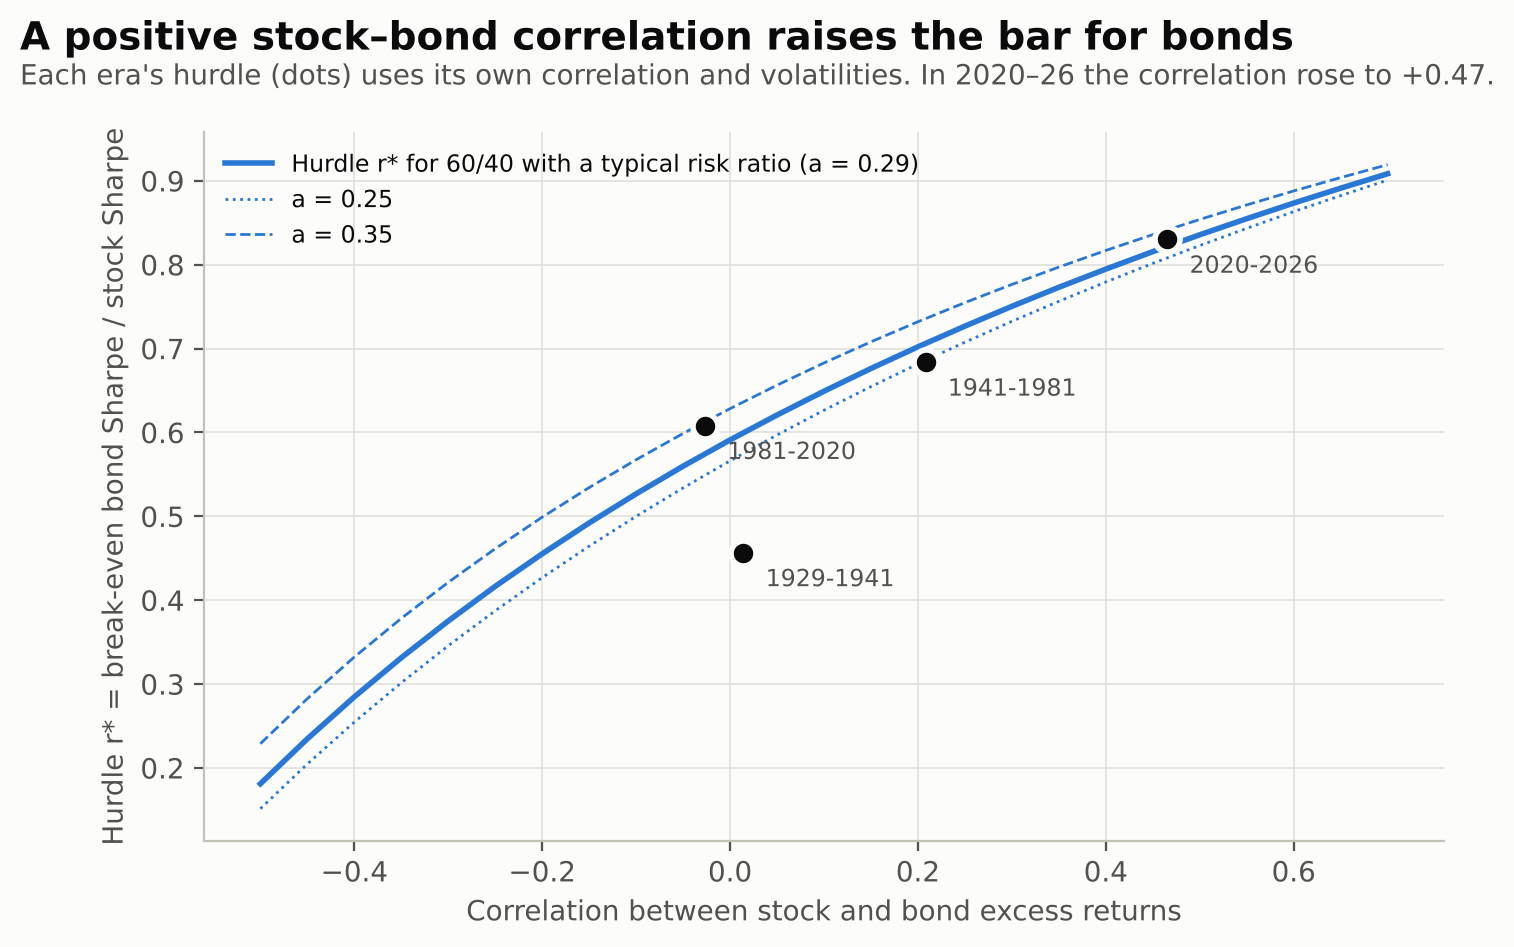 A positive stock–bond correlation raises the bar for bonds
Each era's hurdle (dots) uses its own correlation and volatilities. In 2020–26 the correlation rose to +0.47.
Hurdle r* = break-even bond Sharpe / stock Sharpe
Hurdle r* for 60/40 with a typical risk ratio (a = 0.29)
a = 0.25
a = 0.35
0.9
0.8
0.7
0.6
0.5
0.4
0.3
0.2
2020-2026
1941-1981
1981-2020
1929-1941
−0.4
−0.2
0.0
0.2
0.4
0.6
Correlation between stock and bond excess returns